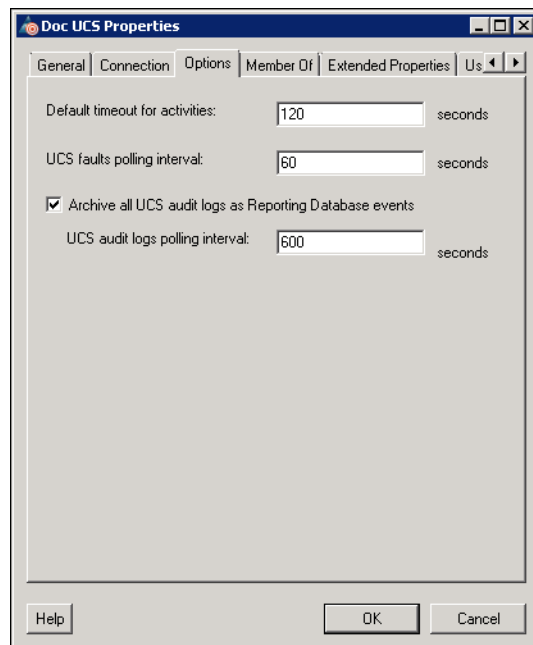 Doc UCS Properties
General Connection Options Member Of Extended Properties Us
Default timeout for activities: 120 seconds
UCS faults polling interval: 60 seconds
Archive all UCS audit logs as Reporting Database events
UCS audit logs polling interval: 600 seconds
Help OK Cancel